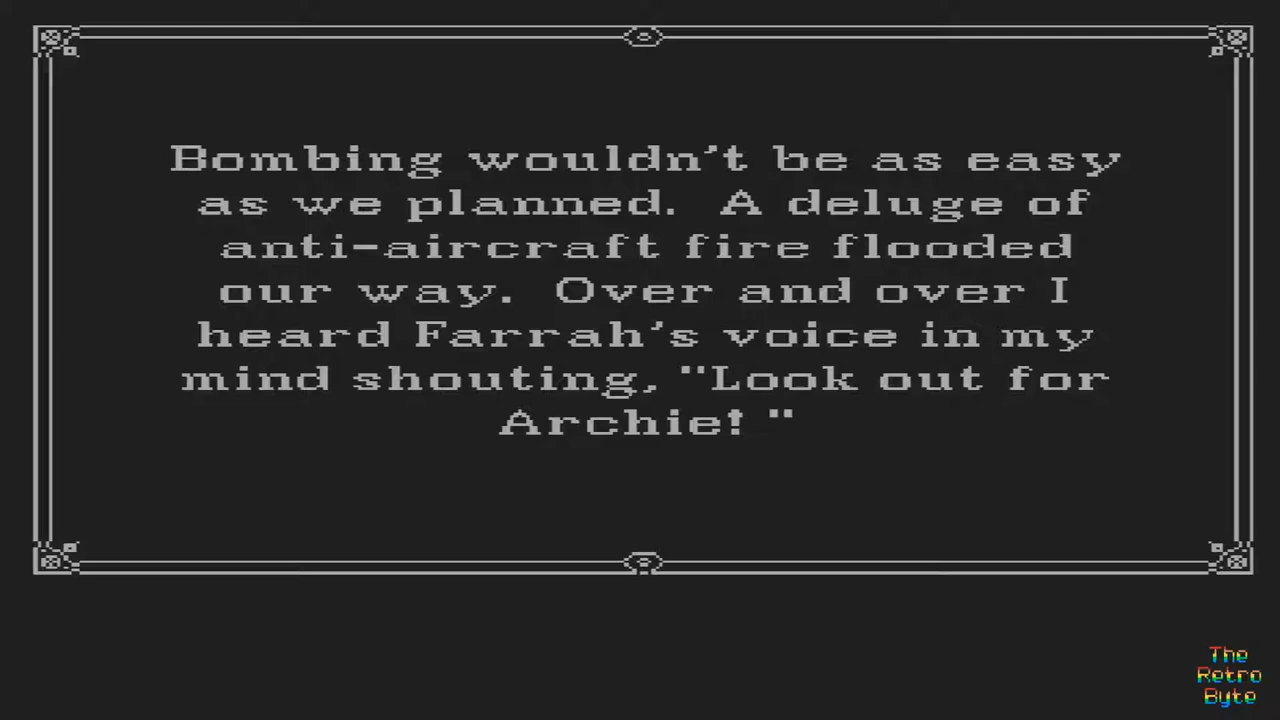 Bombing wouldn't be as easy
as we planned.  A deluge of
anti-aircraft fire flooded
our way.  Over and over I
heard Farrah's voice in my
mind shouting, "Look out for
Archie! "
The
Retro
Byte